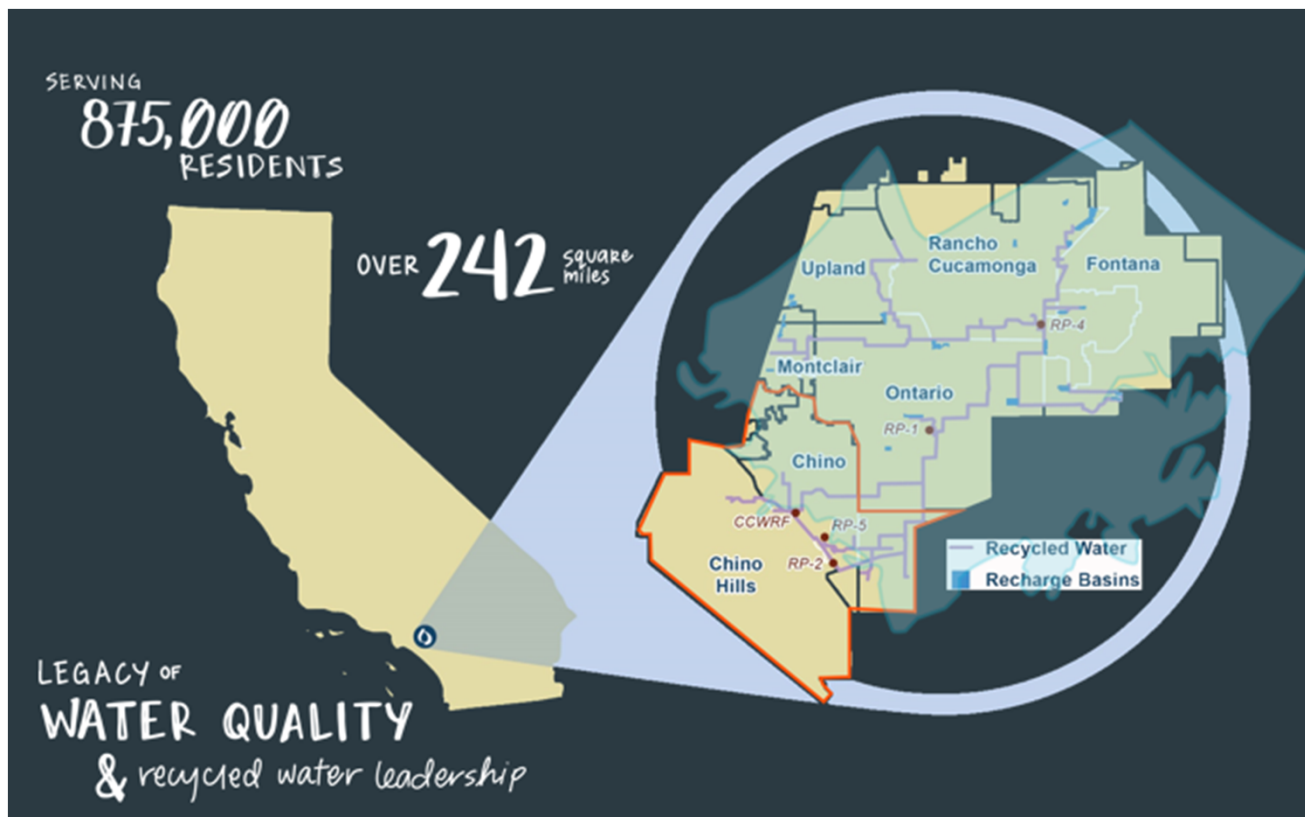 SERVING
875,000
RESIDENTS
OVER 242 square miles
LEGACY OF
WATER QUALITY
& recycled water leadership
Upland
Rancho
Cucamonga
Fontana
RP-4
Montclair
Ontario
RP-1
Chino
CCWRF
RP-5
RP-2
Chino
Hills
Recycled Water
Recharge Basins